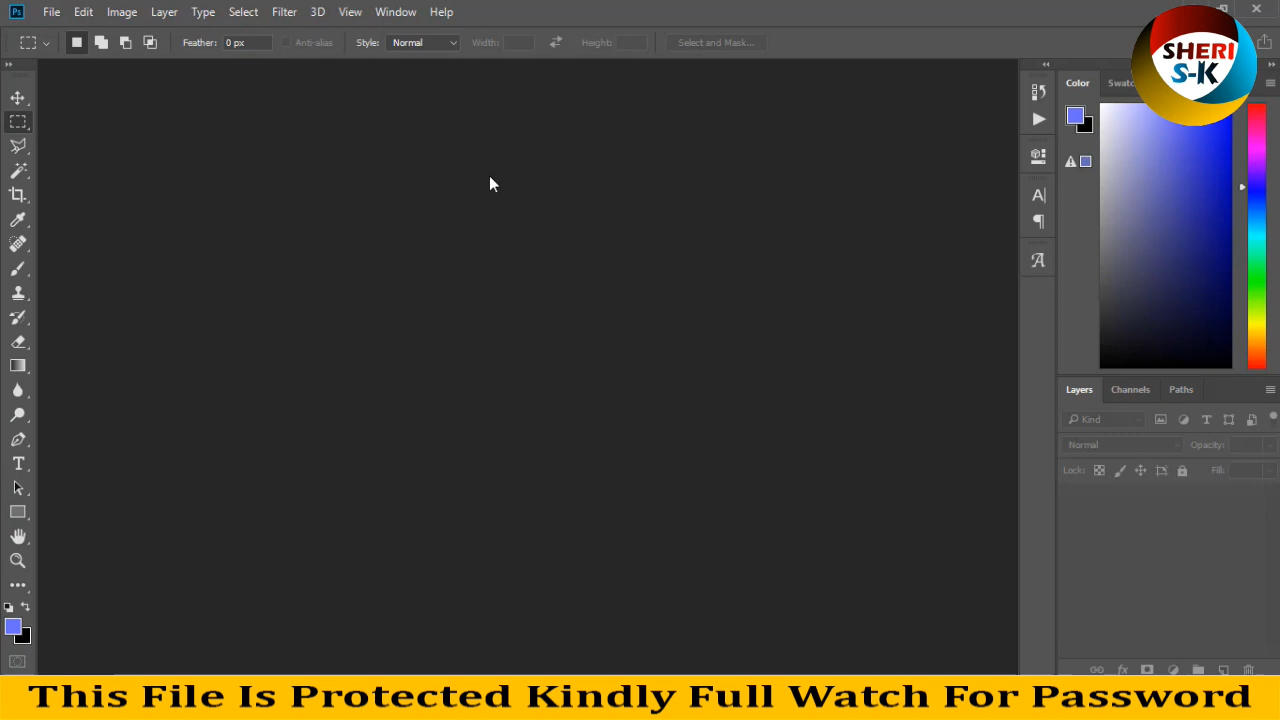 Ps File Edit Image Layer Type Select Filter 3D View Window Help
Feather: 0 px Anti-alias Style: Normal Width: Height: Select and Mask...
SHERI
S-K
Color
Layers Channels Paths
Kind
Normal Opacity:
Lock: Fill:
This File Is Protected Kindly Full Watch For Password